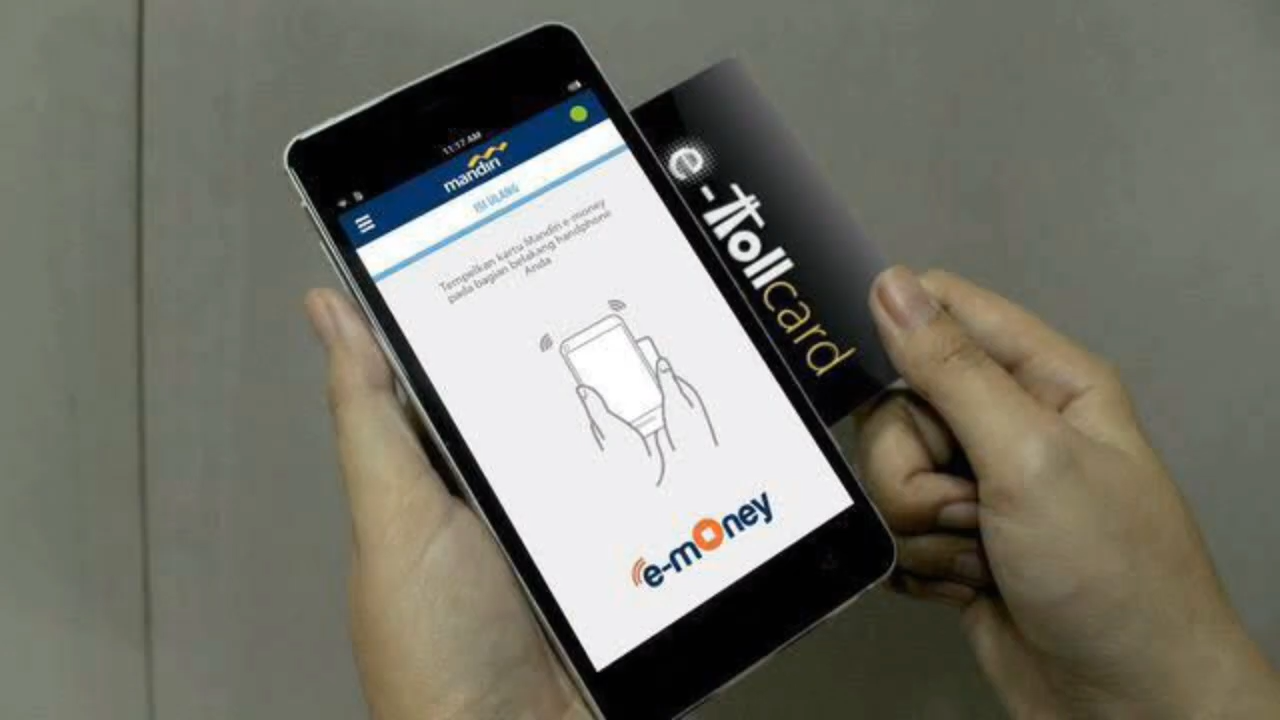 11:17 AM
mandiri
ISI ULANG
Tempelkan kartu Mandiri e-money
pada bagian belakang handphone
Anda
e-money
e-Tollcard